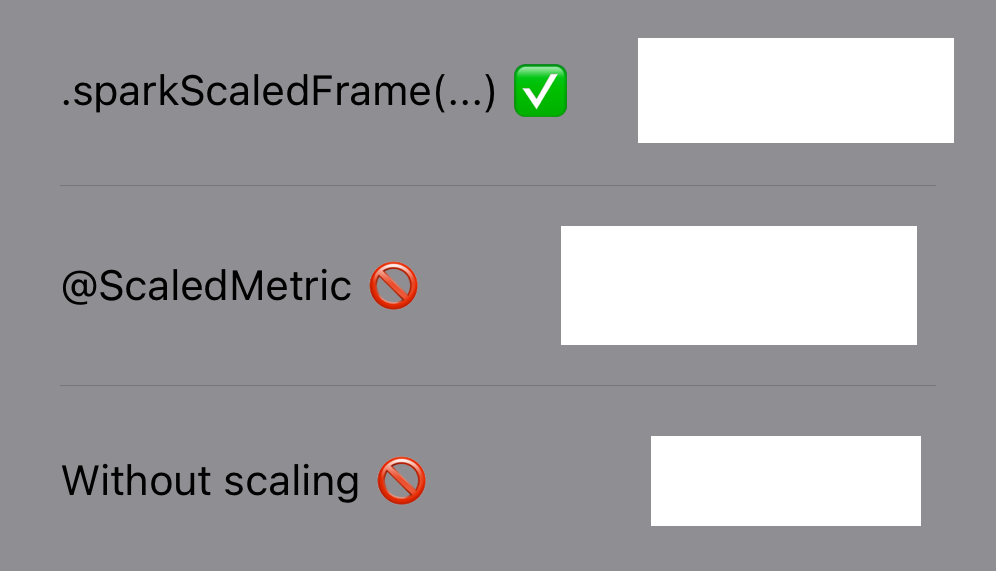 .sparkScaledFrame(...) ✅
@ScaledMetric 🚫
Without scaling 🚫